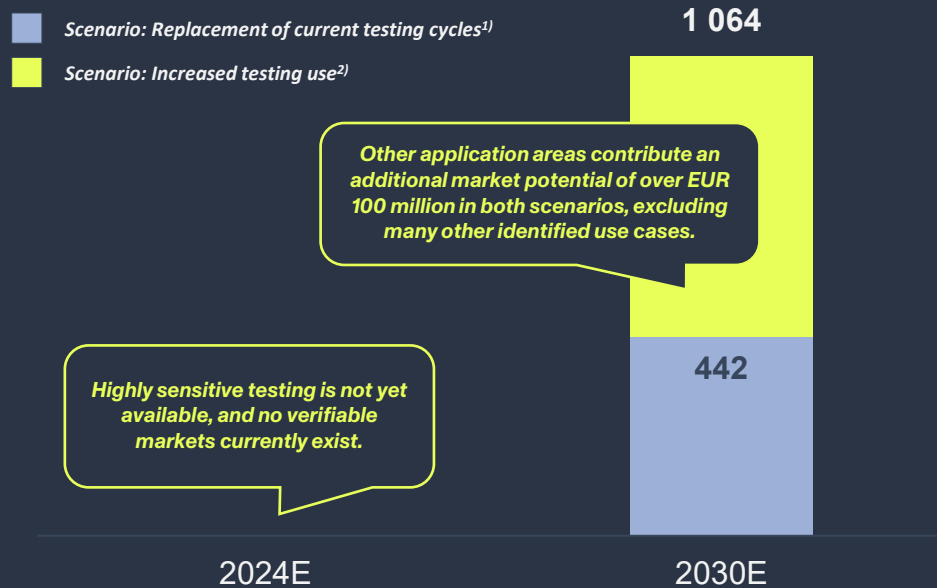 Scenario: Replacement of current testing cycles1)
Scenario: Increased testing use2)
1 064
Other application areas contribute an
additional market potential of over EUR
100 million in both scenarios, excluding
many other identified use cases.
442
Highly sensitive testing is not yet
available, and no verifiable
markets currently exist.
2024E
2030E